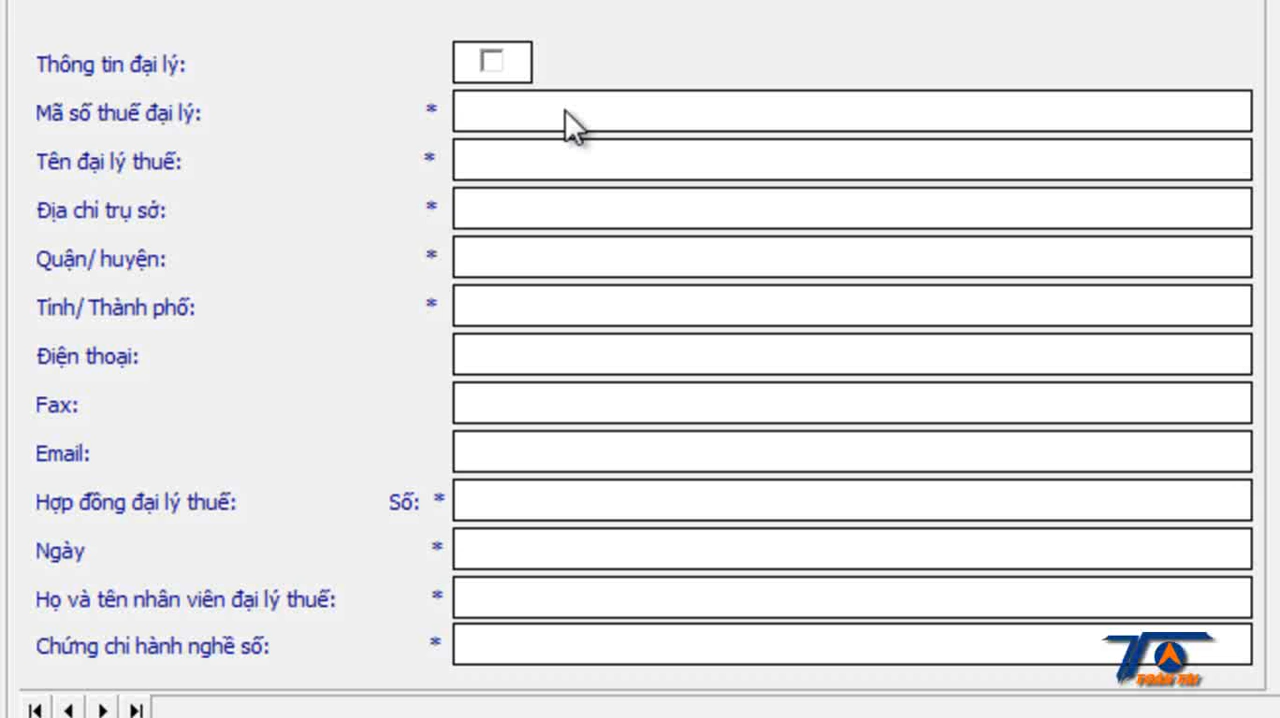 Thông tin đại lý:
Mã số thuế đại lý: *
Tên đại lý thuế: *
Địa chỉ trụ sở: *
Quận/ huyện: *
Tỉnh/ Thành phố: *
Điện thoại:
Fax:
Email:
Hợp đồng đại lý thuế: Số: *
Ngày *
Họ và tên nhân viên đại lý thuế: *
Chứng chỉ hành nghề số: *
TOÀN TÀI